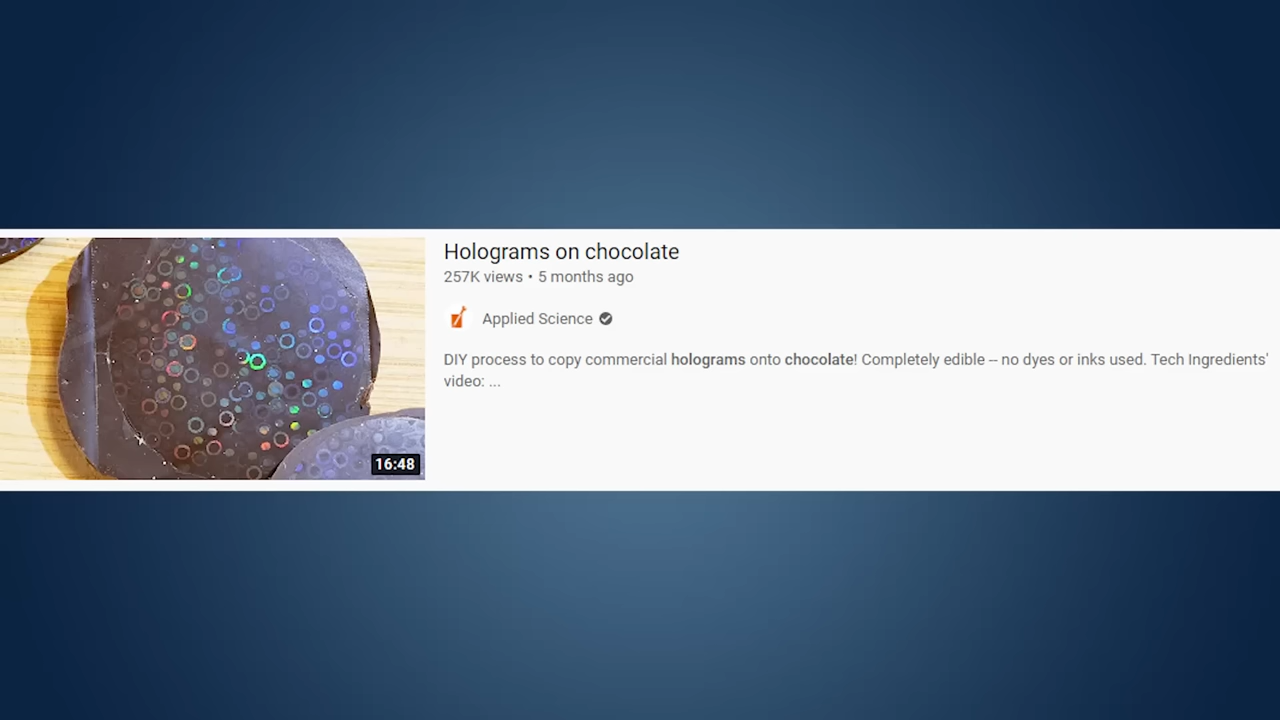 Holograms on chocolate
257K views • 5 months ago
Applied Science
DIY process to copy commercial holograms onto chocolate! Completely edible – no dyes or inks used. Tech Ingredients'
video: ...
16:48